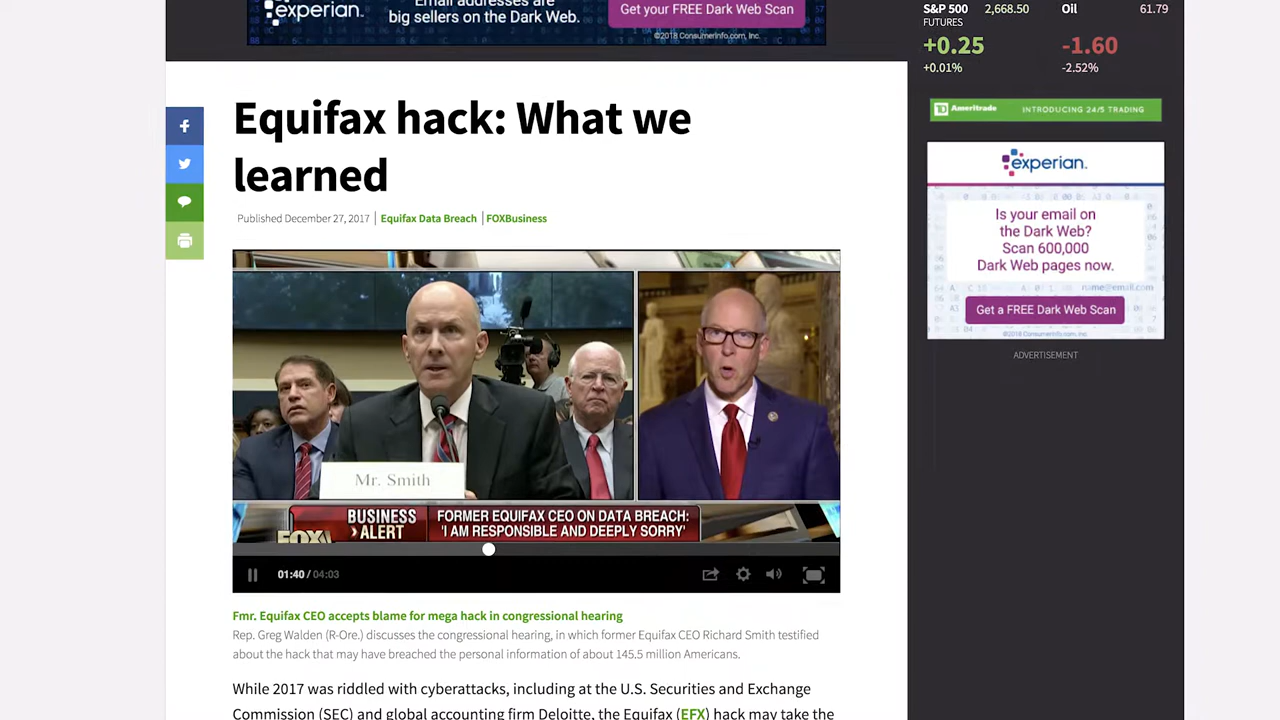 experian.
Email addresses are
big sellers on the Dark Web.
Get your FREE Dark Web Scan
©2018 ConsumerInfo.com, Inc.
S&P 500 2,668.50 Oil 61.79
FUTURES
+0.25 -1.60
+0.01% -2.52%
Equifax hack: What we
learned
Published December 27, 2017 | Equifax Data Breach | FOXBusiness
Ameritrade INTRODUCING 24/5 TRADING
experian.
Is your email on
the Dark Web?
Scan 600,000
Dark Web pages now.
name@email.com
Get a FREE Dark Web Scan
©2018 ConsumerInfo.com, Inc.
ADVERTISEMENT
Mr. Smith
FOX
BUSINESS
ALERT
FORMER EQUIFAX CEO ON DATA BREACH:
'I AM RESPONSIBLE AND DEEPLY SORRY'
01:40 / 04:03
Fmr. Equifax CEO accepts blame for mega hack in congressional hearing
Rep. Greg Walden (R-Ore.) discusses the congressional hearing, in which former Equifax CEO Richard Smith testified
about the hack that may have breached the personal information of about 145.5 million Americans.
While 2017 was riddled with cyberattacks, including at the U.S. Securities and Exchange
Commission (SEC) and global accounting firm Deloitte, the Equifax (EFX) hack may take the